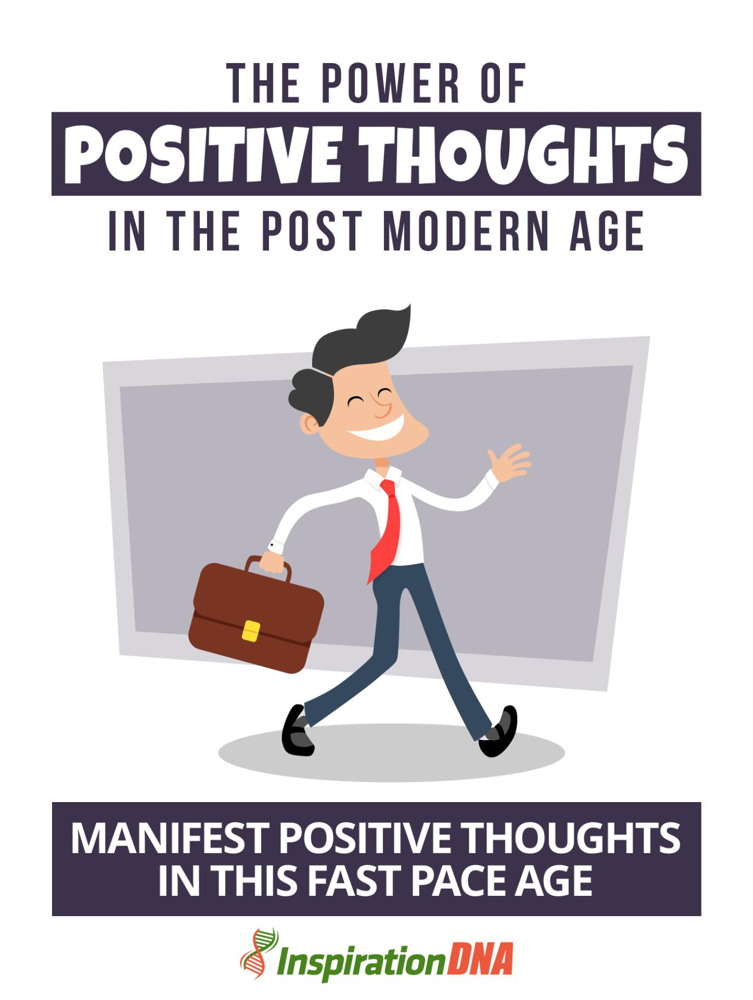 THE POWER OF
POSITIVE THOUGHTS
IN THE POST MODERN AGE
MANIFEST POSITIVE THOUGHTS
IN THIS FAST PACE AGE
InspirationDNA